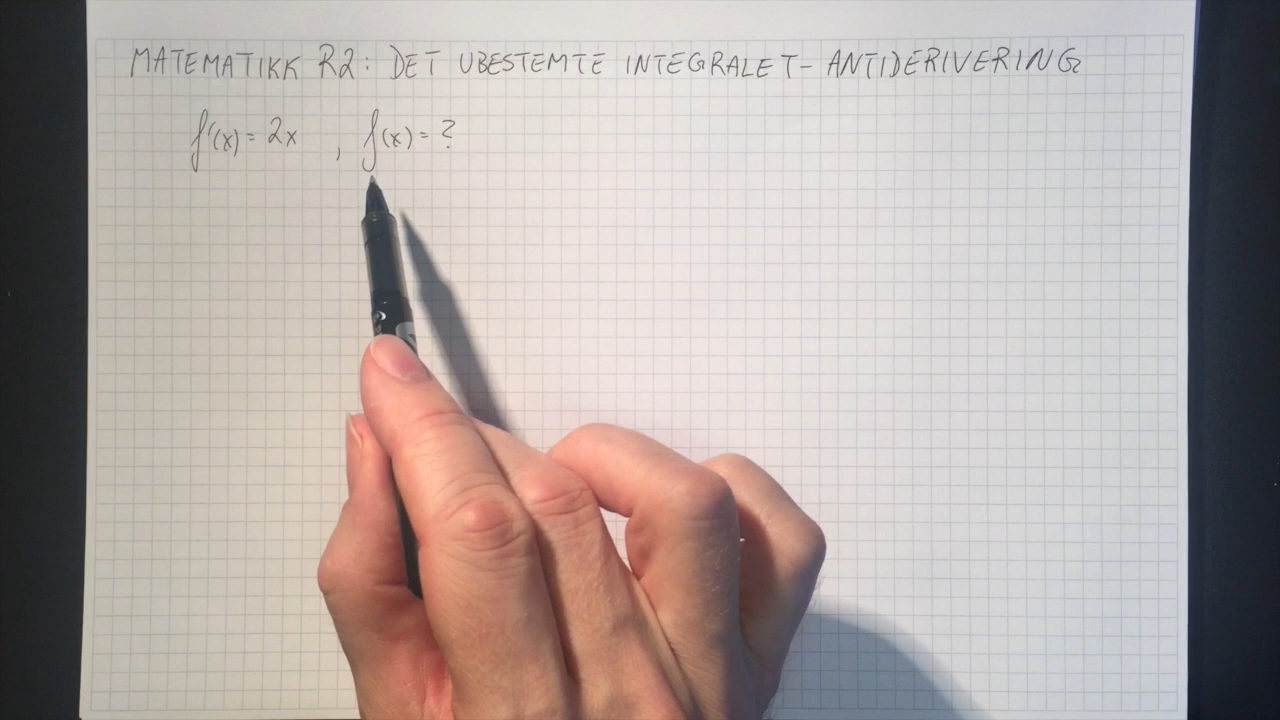 MATEMATIKK R2: DET UBESTEMTE INTEGRALET - ANTIDERIVERING
f'(x) = 2x , f(x) = ?